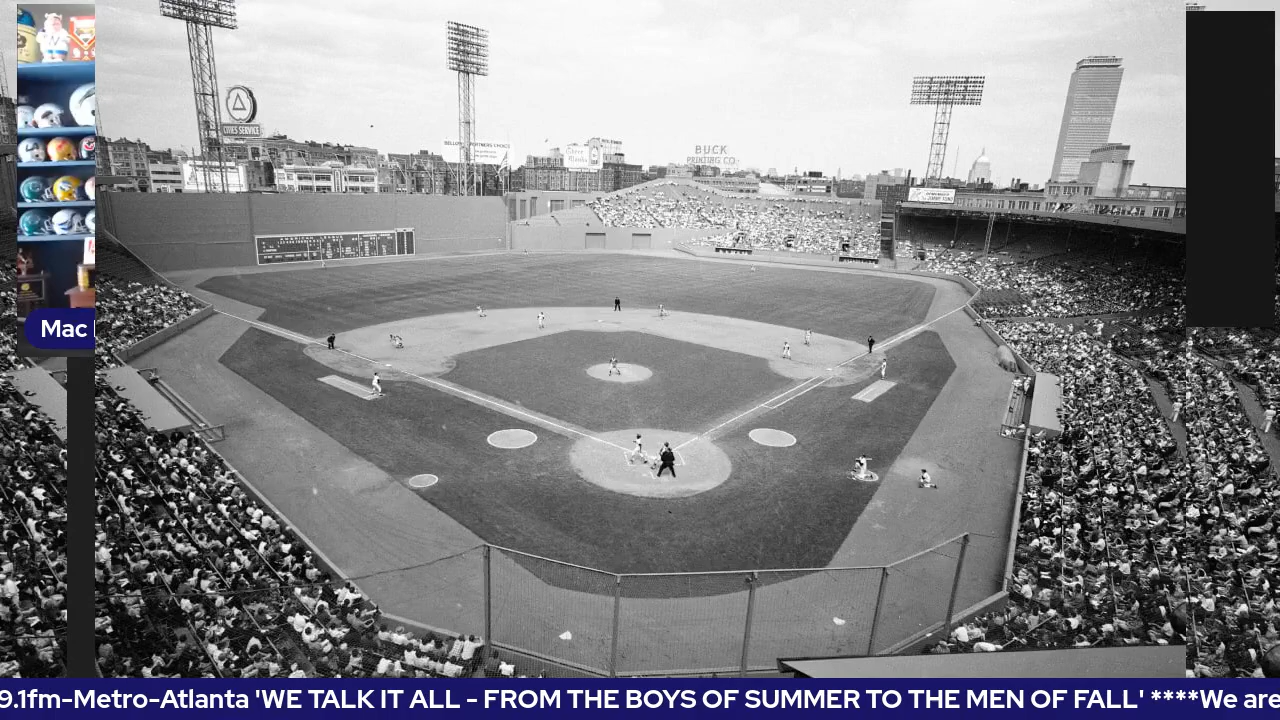 CITIES SERVICE
BUCK
PRINTING CO.
Mac
9.1fm-Metro-Atlanta 'WE TALK IT ALL - FROM THE BOYS OF SUMMER TO THE MEN OF FALL' ****We are